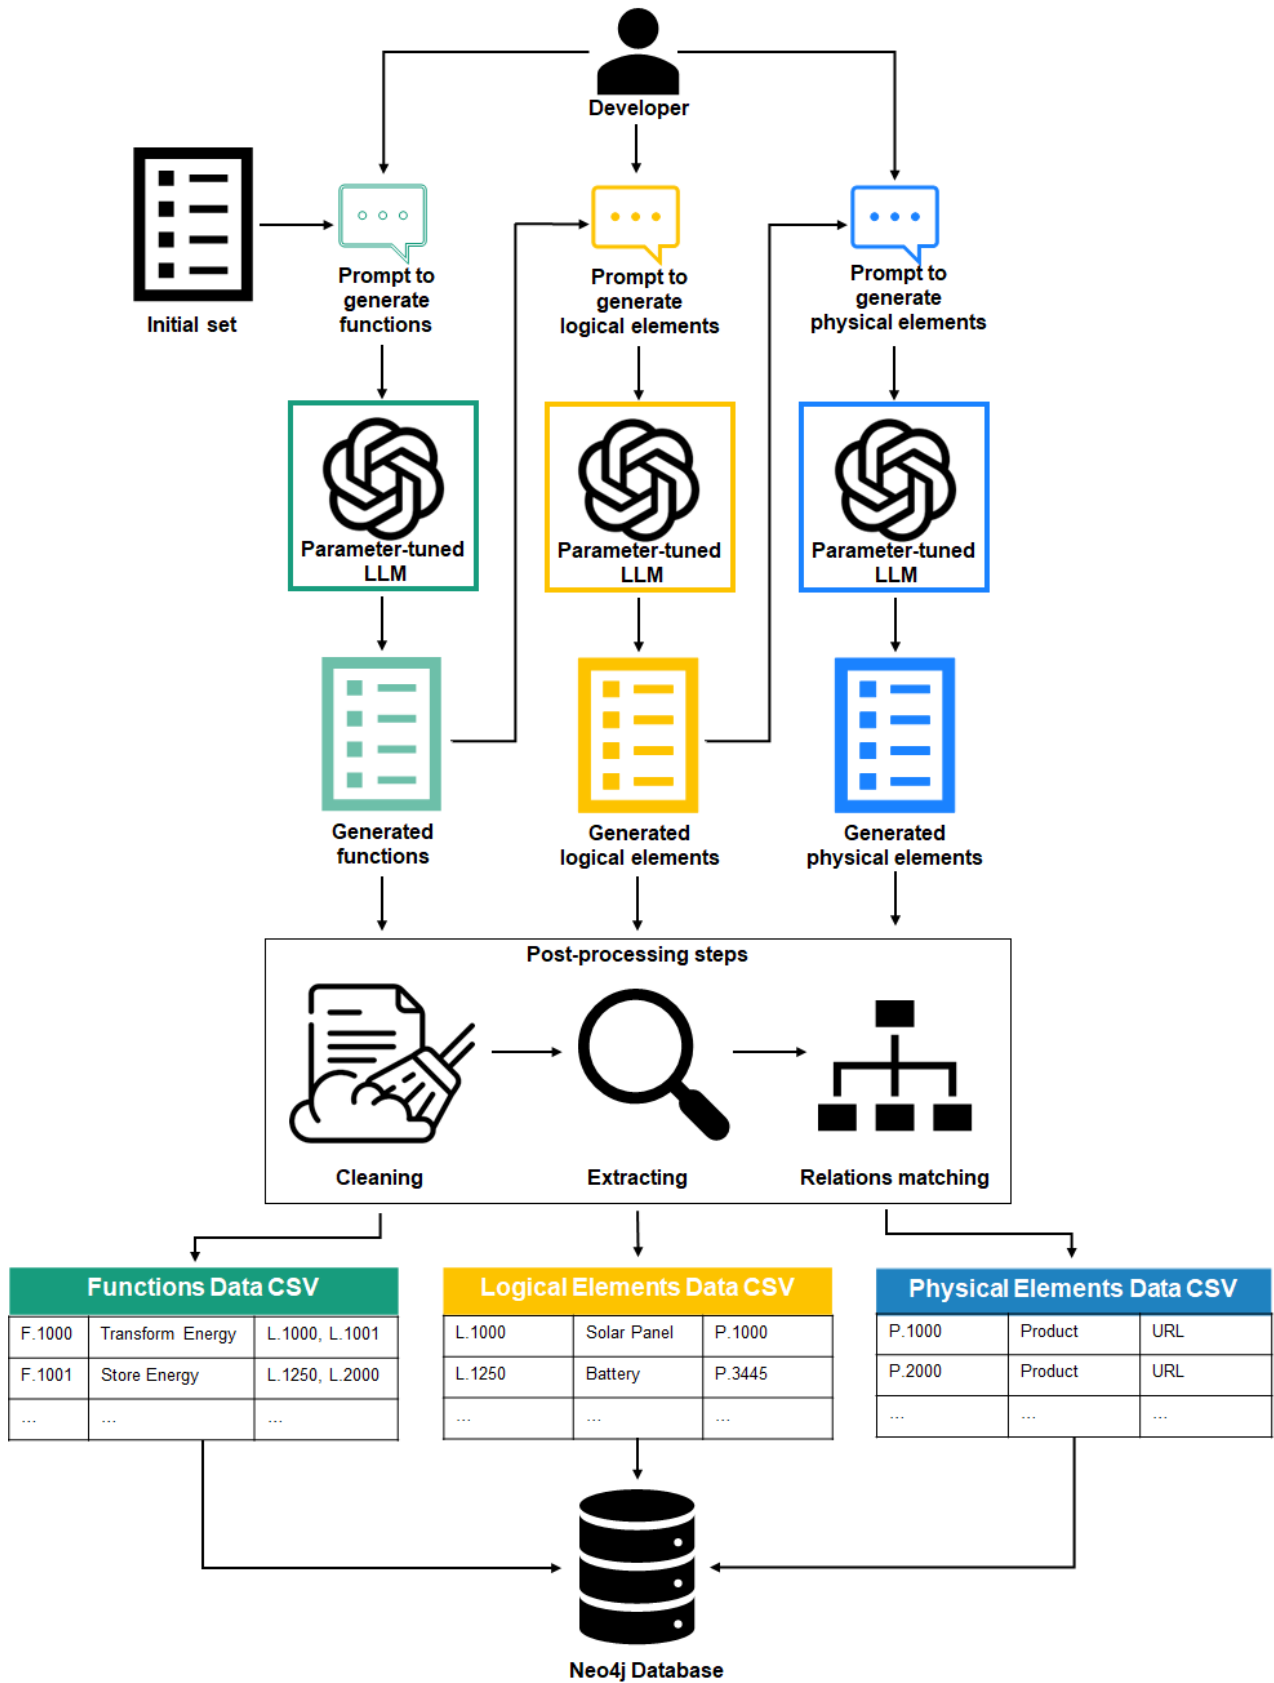 Developer
Initial set
Prompt to
generate
functions
Prompt to
generate
logical elements
Prompt to
generate
physical elements
Parameter-tuned
LLM
Parameter-tuned
LLM
Parameter-tuned
LLM
Generated
functions
Generated
logical elements
Generated
physical elements
Post-processing steps
Cleaning
Extracting
Relations matching
Functions Data CSV
F.1000 Transform Energy L.1000, L.1001
F.1001 Store Energy L.1250, L.2000
... ... ...
Logical Elements Data CSV
L.1000 Solar Panel P.1000
L.1250 Battery P.3445
... ... ...
Physical Elements Data CSV
P.1000 Product URL
P.2000 Product URL
... ... ...
Neo4j Database